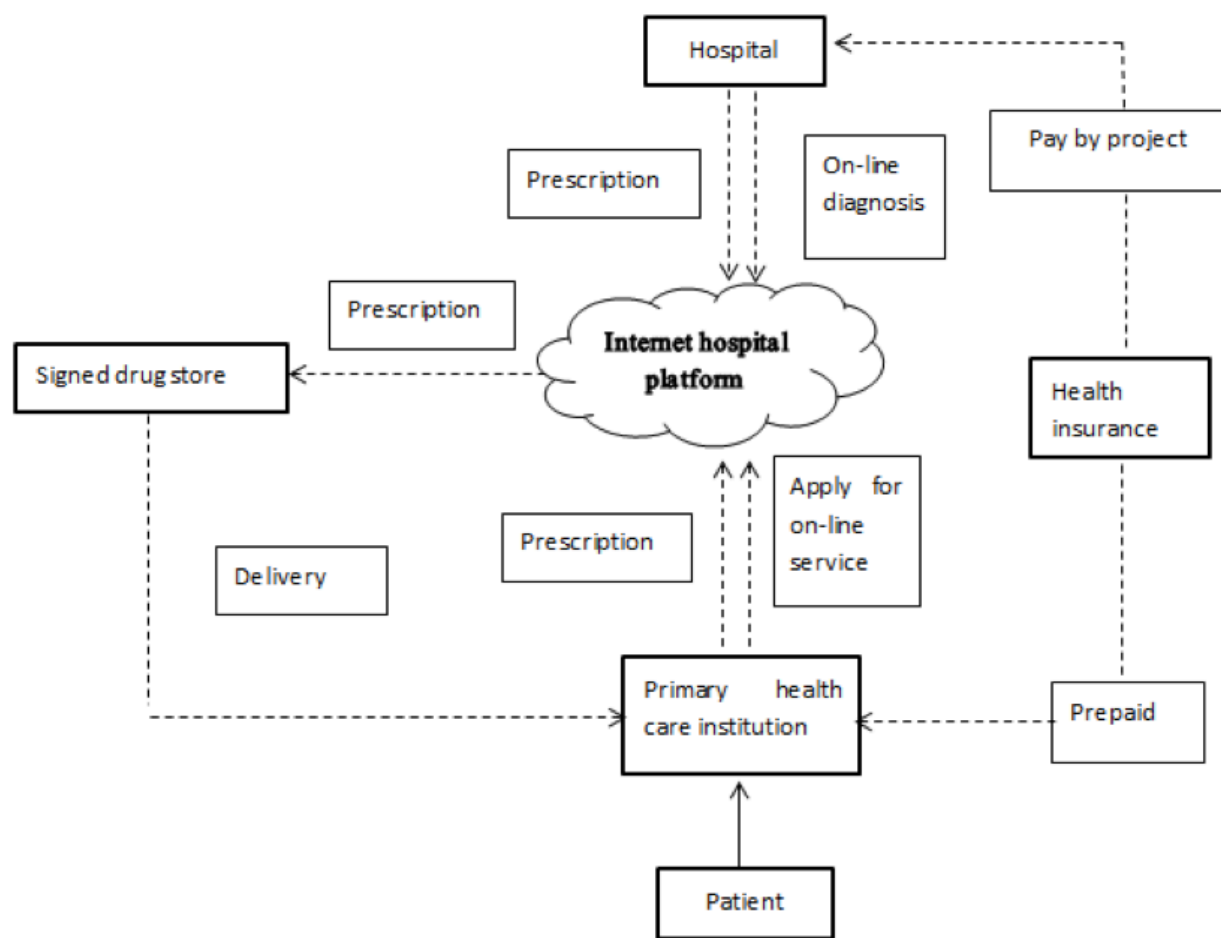 Hospital
Pay by project
Prescription
On-line
diagnosis
Prescription
Internet hospital
platform
Signed drug store
Health
insurance
Prescription
Apply for
on-line
service
Delivery
Primary health
care institution
Prepaid
Patient